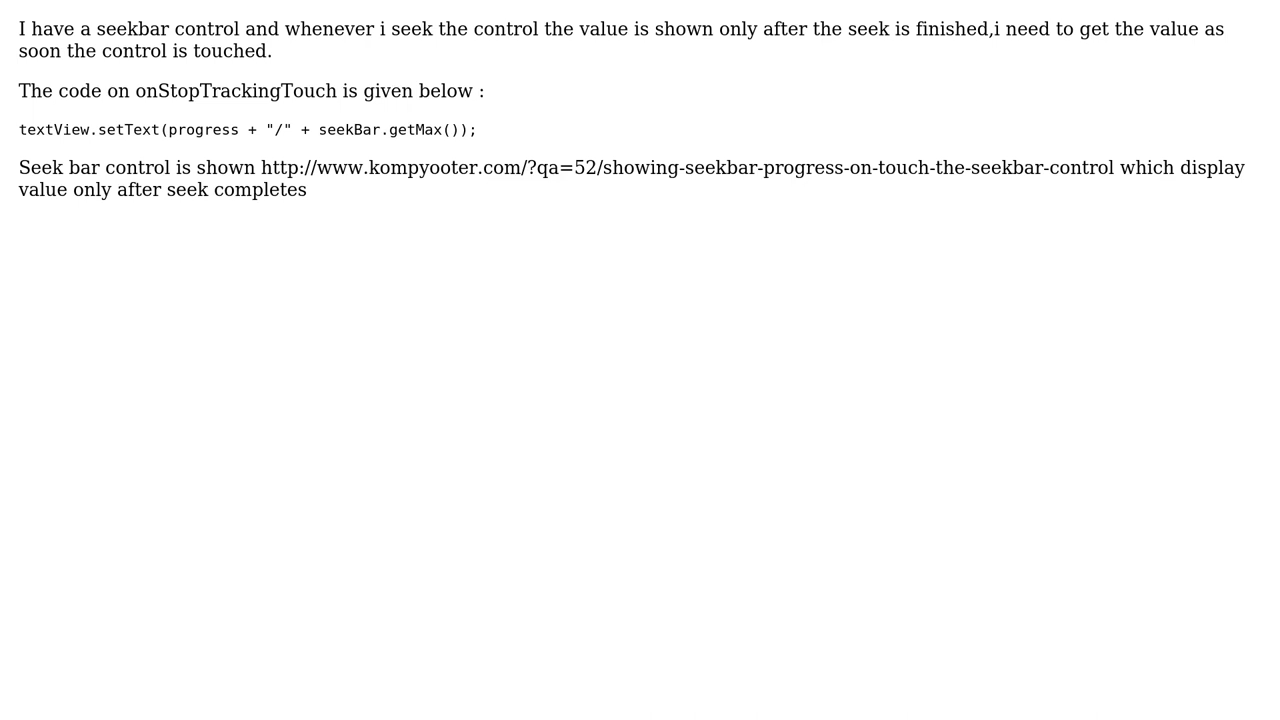 I have a seekbar control and whenever i seek the control the value is shown only after the seek is finished,i need to get the value as
soon the control is touched.
The code on onStopTrackingTouch is given below :
textView.setText(progress + "/" + seekBar.getMax());
Seek bar control is shown http://www.kompyooter.com/?qa=52/showing-seekbar-progress-on-touch-the-seekbar-control which display
value only after seek completes